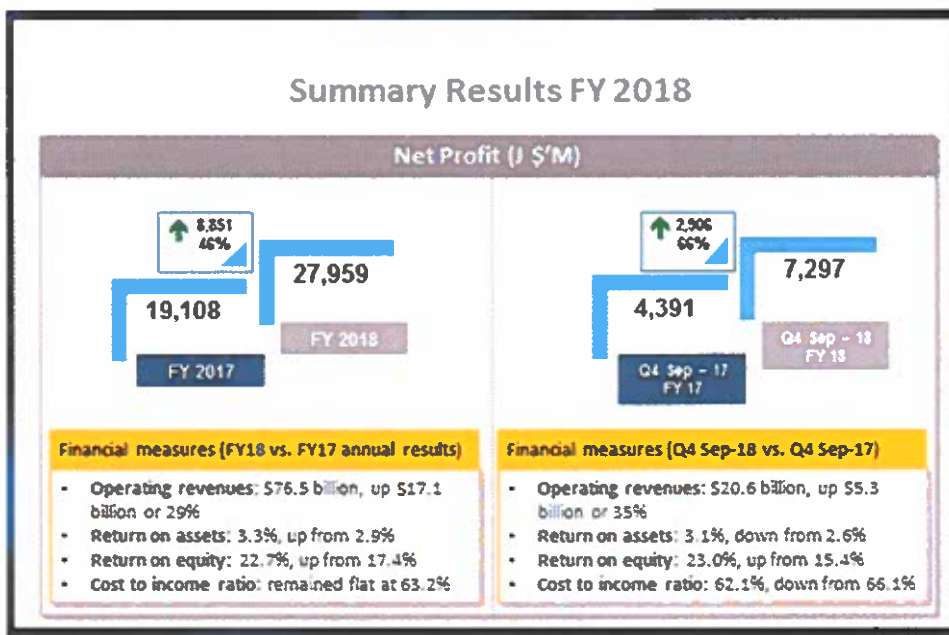 Summary Results FY 2018
Net Profit (J $'M)
8,851
46%
19,108
27,959
FY 2017
FY 2018
2,906
66%
4,391
7,297
Q4 Sep – 17
FY 17
Q4 Sep – 18
FY 18
Financial measures (FY18 vs. FY17 annual results)
• Operating revenues: $76.5 billion, up $17.1
billion or 29%
• Return on assets: 3.3%, up from 2.9%
• Return on equity: 22.7%, up from 17.4%
• Cost to income ratio: remained flat at 63.2%
Financial measures (Q4 Sep-18 vs. Q4 Sep-17)
• Operating revenues: $20.6 billion, up $5.3
billion or 35%
• Return on assets: 3.1%, down from 2.6%
• Return on equity: 23.0%, up from 15.4%
• Cost to income ratio: 62.1%, down from 66.1%